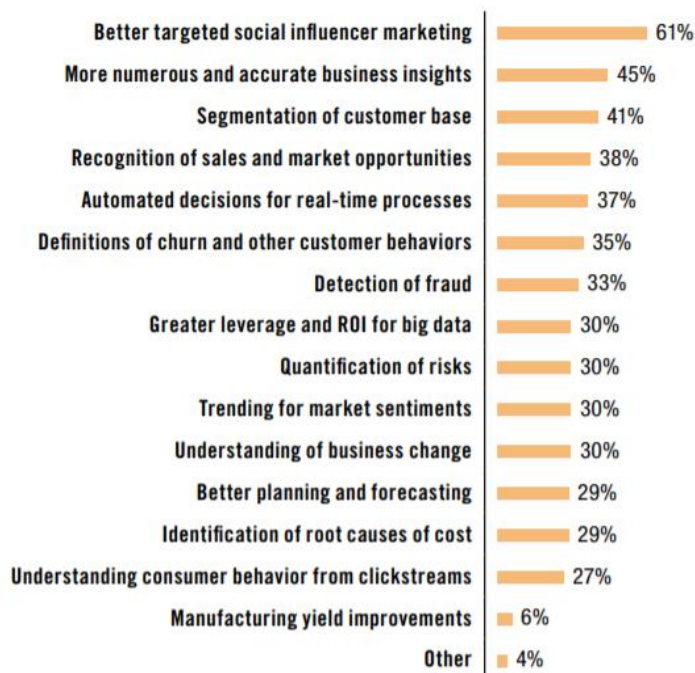 Better targeted social influencer marketing 61%
More numerous and accurate business insights 45%
Segmentation of customer base 41%
Recognition of sales and market opportunities 38%
Automated decisions for real-time processes 37%
Definitions of churn and other customer behaviors 35%
Detection of fraud 33%
Greater leverage and ROI for big data 30%
Quantification of risks 30%
Trending for market sentiments 30%
Understanding of business change 30%
Better planning and forecasting 29%
Identification of root causes of cost 29%
Understanding consumer behavior from clickstreams 27%
Manufacturing yield improvements 6%
Other 4%